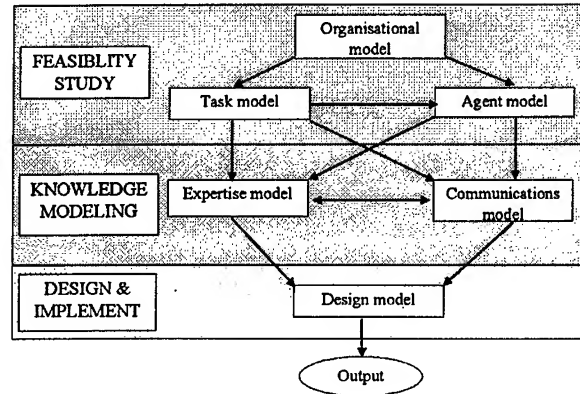 Organisational
model
FEASIBLITY
STUDY
Task model
Agent model
KNOWLEDGE
MODELING
Expertise model
Communications
model
DESIGN &
IMPLEMENT
Design model
Output